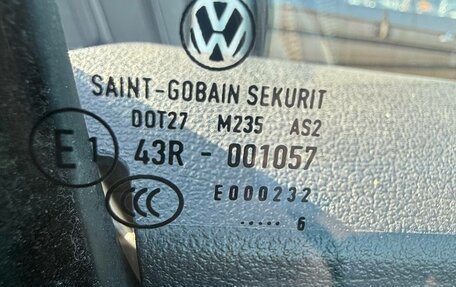 SAINT-GOBAIN SEKURIT
DOT27 M235 AS2
E1 43R - 001057
CCC E000232
..... 6